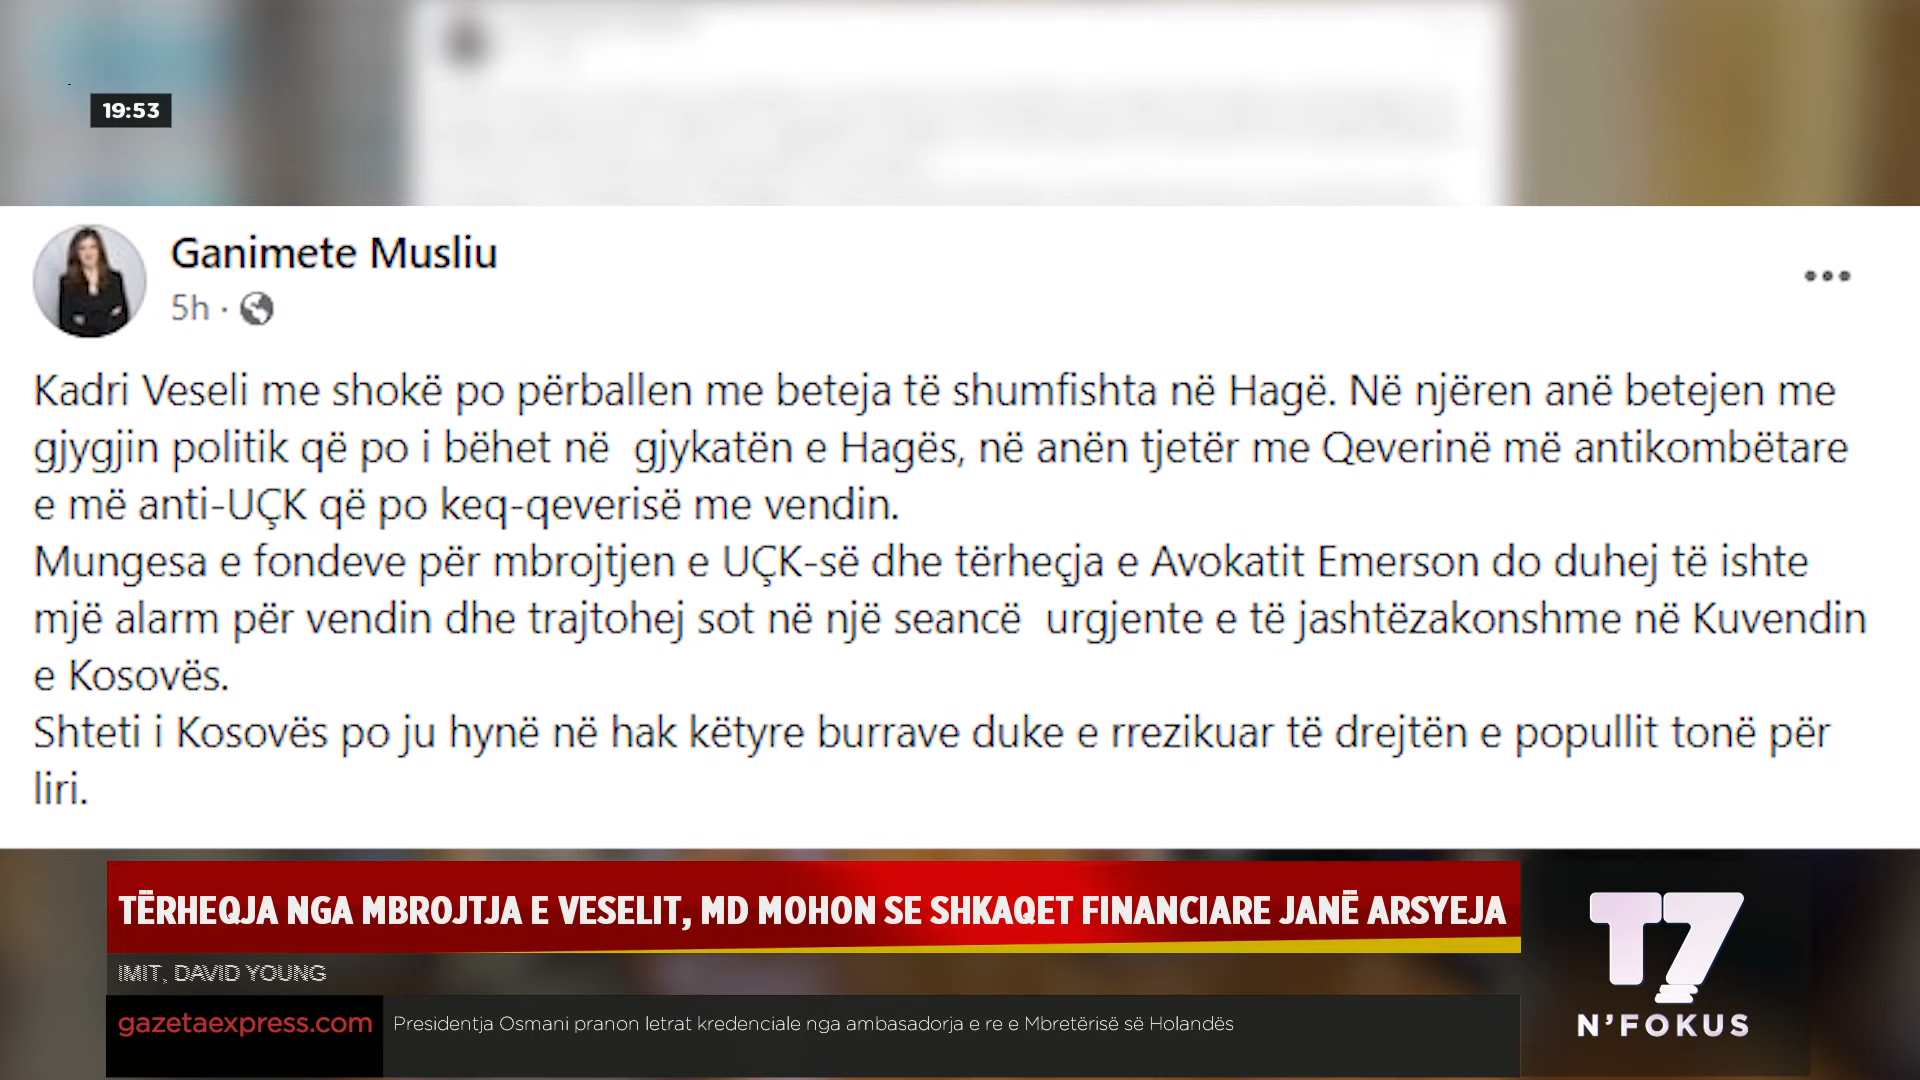 19:53
Ganimete Musliu
5h ·
Kadri Veseli me shokë po përballen me beteja të shumfishta në Hagë. Në njëren anë betejen me
gjygjin politik që po i bëhet në gjykatën e Hagës, në anën tjetër me Qeverinë më antikombëtare
e më anti-UÇK që po keq-qeverisë me vendin.
Mungesa e fondeve për mbrojtjen e UÇK-së dhe tërheçja e Avokatit Emerson do duhej të ishte
mjë alarm për vendin dhe trajtohej sot në një seancë urgjente e të jashtëzakonshme në Kuvendin
e Kosovës.
Shteti i Kosovës po ju hynë në hak këtyre burrave duke e rrezikuar të drejtën e popullit tonë për
liri.
TËRHEQJA NGA MBROJTJA E VESELIT, MD MOHON SE SHKAQET FINANCIARE JANË ARSYEJA
IMIT, DAVID YOUNG
gazetaexpress.com
Presidentja Osmani pranon letrat kredenciale nga ambasadorja e re e Mbretërisë së Holandës
T7
N'FOKUS